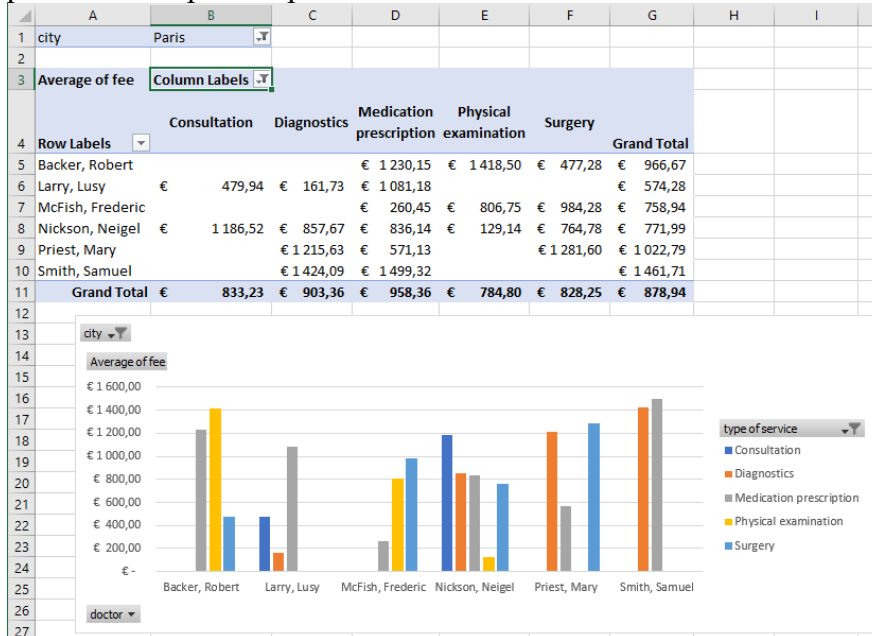 A B C D E F G H I
1 city Paris
2
3 Average of fee Column Labels
4 Row Labels Consultation Diagnostics Medication prescription Physical examination Surgery Grand Total
5 Backer, Robert € 1 230,15 € 1 418,50 € 477,28 € 966,67
6 Larry, Lusy € 479,94 € 161,73 € 1 081,18 € 574,28
7 McFish, Frederic € 260,45 € 806,75 € 984,28 € 758,94
8 Nickson, Neigel € 1 186,52 € 857,67 € 836,14 € 129,14 € 764,78 € 771,99
9 Priest, Mary € 1 215,63 € 571,13 € 1 281,60 € 1 022,79
10 Smith, Samuel € 1 424,09 € 1 499,32 € 1 461,71
11 Grand Total € 833,23 € 903,36 € 958,36 € 784,80 € 828,25 € 878,94
12
13 city
14 Average of fee
15 € 1 600,00
16 € 1 400,00
17 € 1 200,00 type of service
18 € 1 000,00 Consultation
19 € 800,00 Diagnostics
20 € 600,00 Medication prescription
21 € 400,00 Physical examination
22 € 200,00 Surgery
23 € -
24
25 Backer, Robert Larry, Lusy McFish, Frederic Nickson, Neigel Priest, Mary Smith, Samuel
26 doctor
27